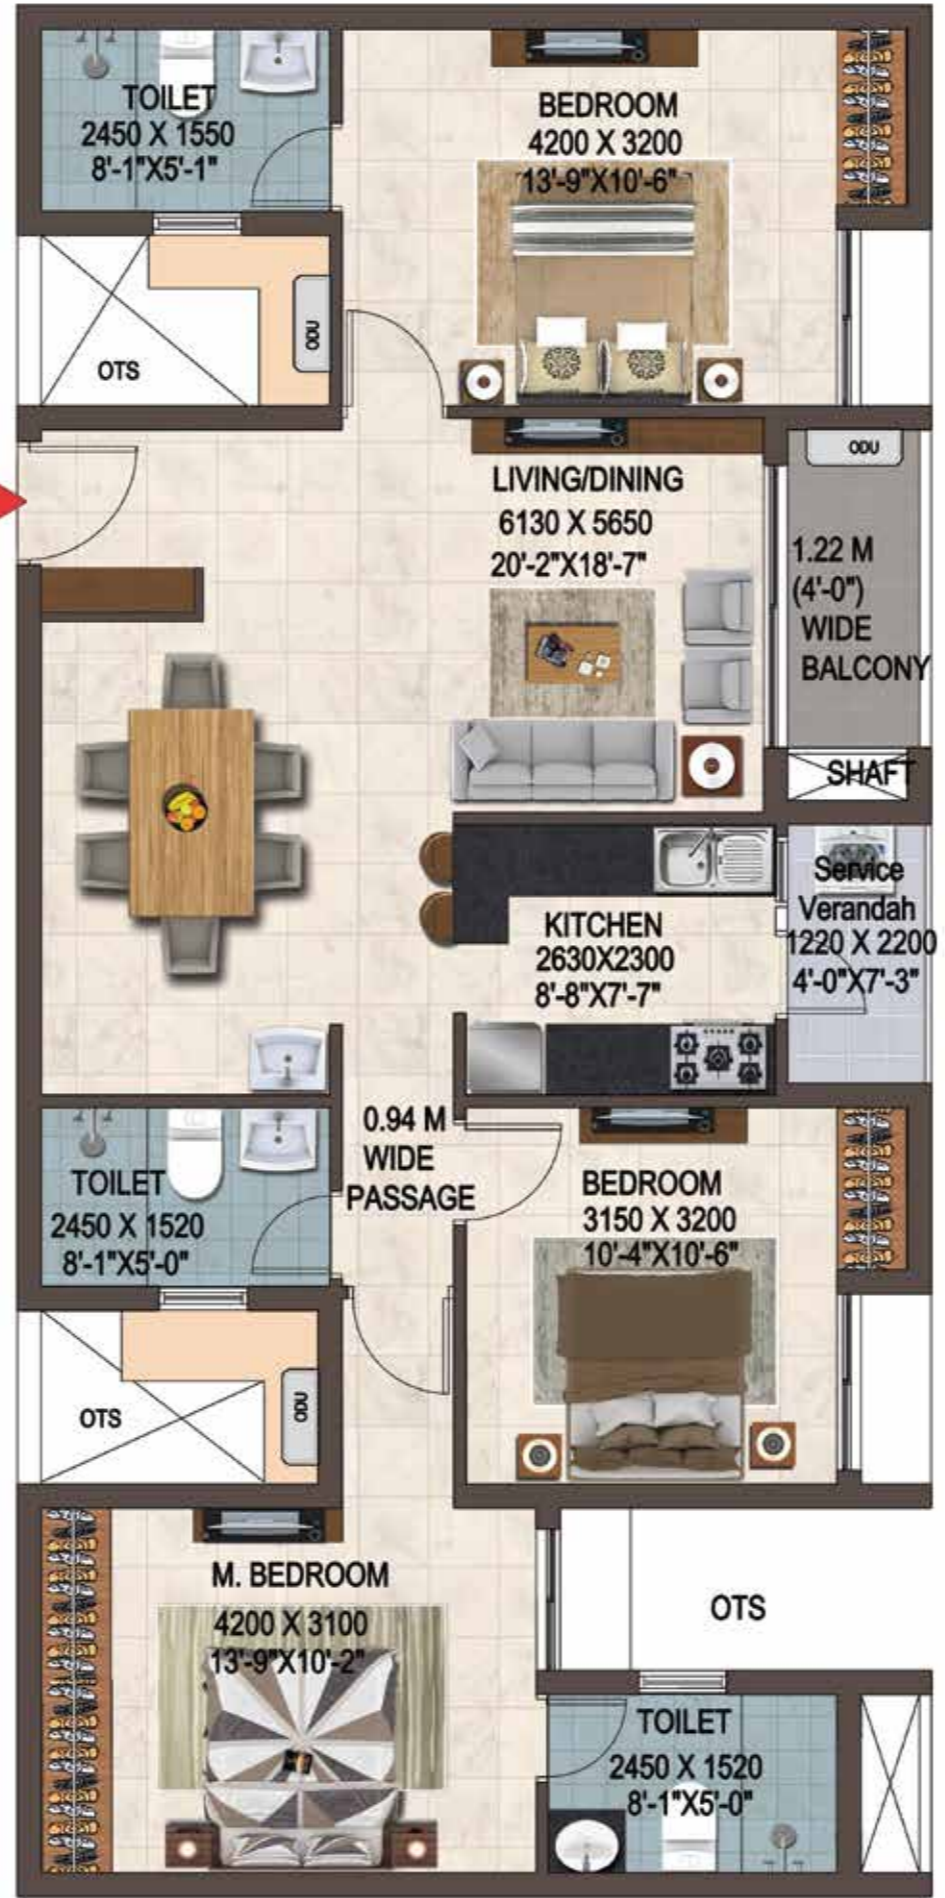 TOILET
2450 X 1550
8'-1"X5'-1"
BEDROOM
4200 X 3200
13'-9"X10'-6"
OTS
ODU
LIVING/DINING
6130 X 5650
20'-2"X18'-7"
ODU
1.22 M
(4'-0")
WIDE
BALCONY
SHAFT
KITCHEN
2630X2300
8'-8"X7'-7"
Service
Verandah
1220 X 2200
4'-0"X7'-3"
TOILET
2450 X 1520
8'-1"X5'-0"
0.94 M
WIDE
PASSAGE
BEDROOM
3150 X 3200
10'-4"X10'-6"
OTS
ODU
M. BEDROOM
4200 X 3100
13'-9"X10'-2"
OTS
TOILET
2450 X 1520
8'-1"X5'-0"